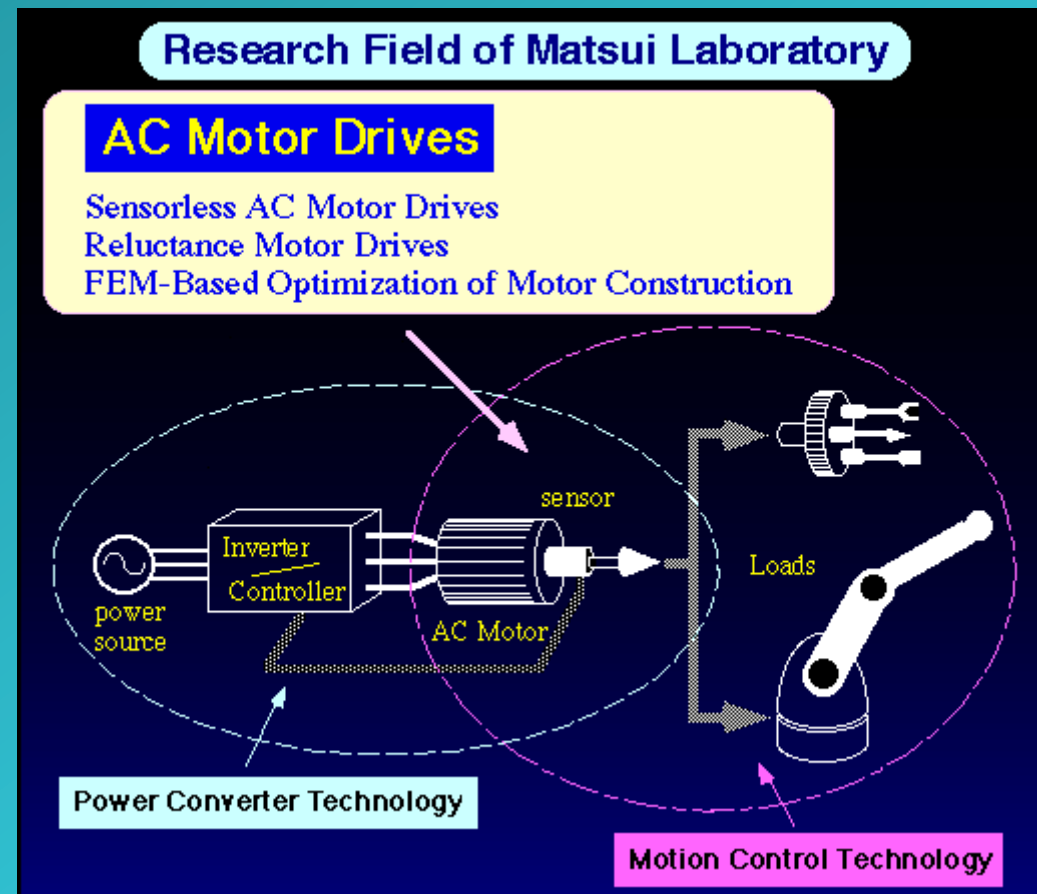 Research Field of Matsui Laboratory
AC Motor Drives
Sensorless AC Motor Drives
Reluctance Motor Drives
FEM-Based Optimization of Motor Construction
sensor
Inverter
Controller
Loads
power
source
AC Motor
Power Converter Technology
Motion Control Technology